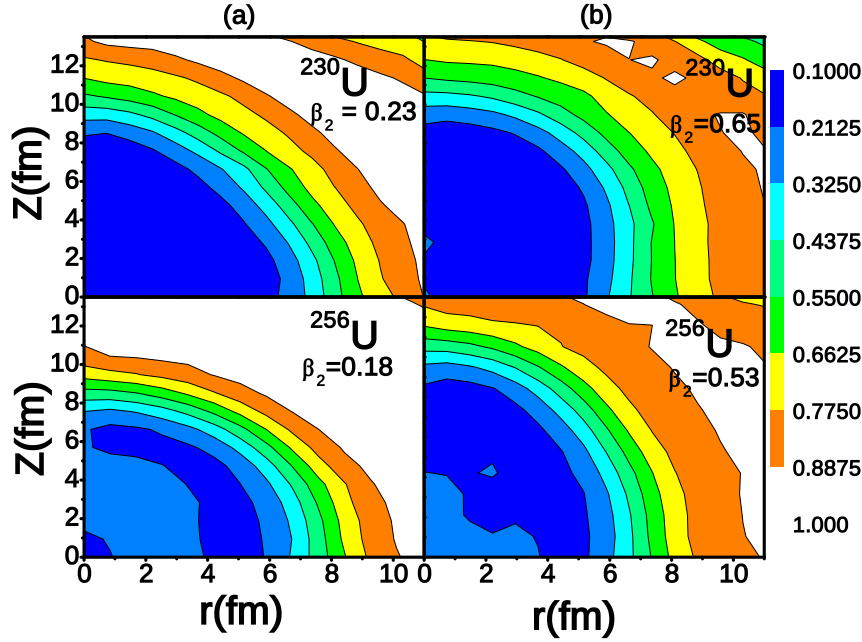 (a) (b)
12
10
8
6
4
2
0
Z(fm)
²³⁰U
β₂ = 0.23
²³⁰U
β₂=0.65
12
10
8
6
4
2
0
Z(fm)
²⁵⁶U
β₂=0.18
²⁵⁶U
β₂=0.53
0 2 4 6 8 10
r(fm)
0 2 4 6 8 10
r(fm)
0.1000
0.2125
0.3250
0.4375
0.5500
0.6625
0.7750
0.8875
1.000